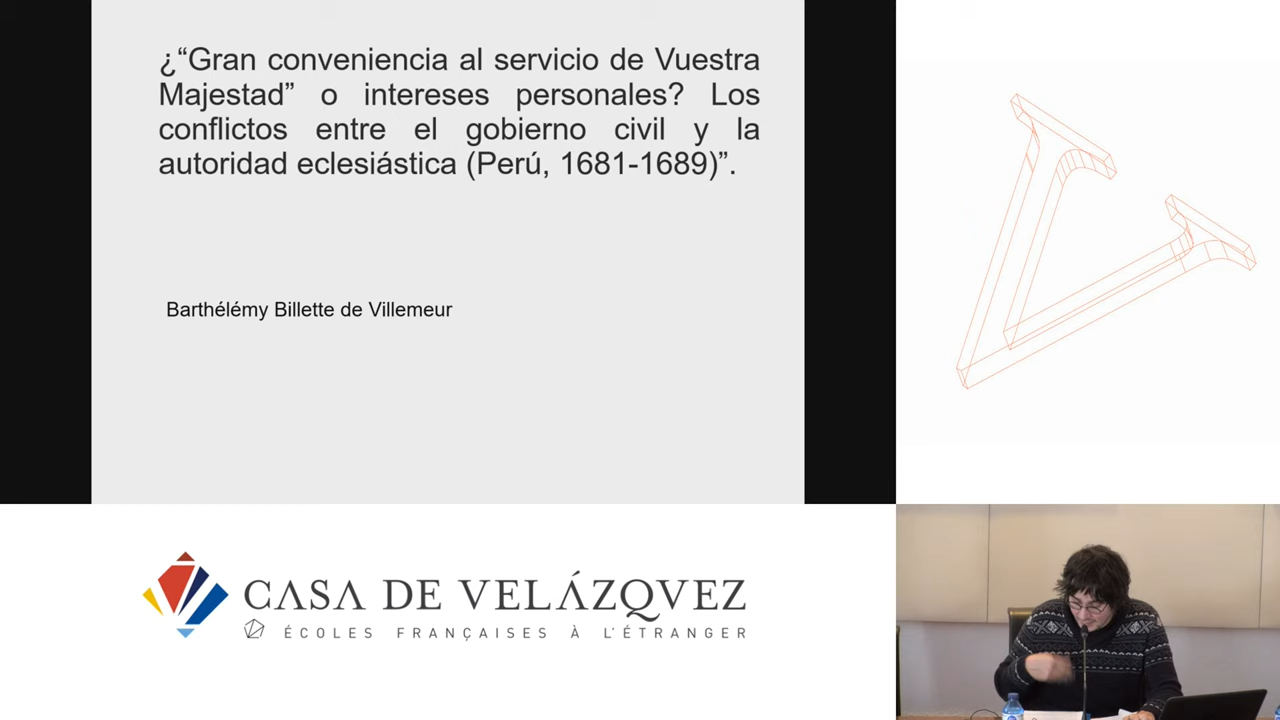 ¿“Gran conveniencia al servicio de Vuestra
Majestad” o intereses personales? Los
conflictos entre el gobierno civil y la
autoridad eclesiástica (Perú, 1681-1689)”.
Barthélémy Billette de Villemeur
CASA DE VELÁZQVEZ
ÉCOLES FRANÇAISES À L'ÉTRANGER